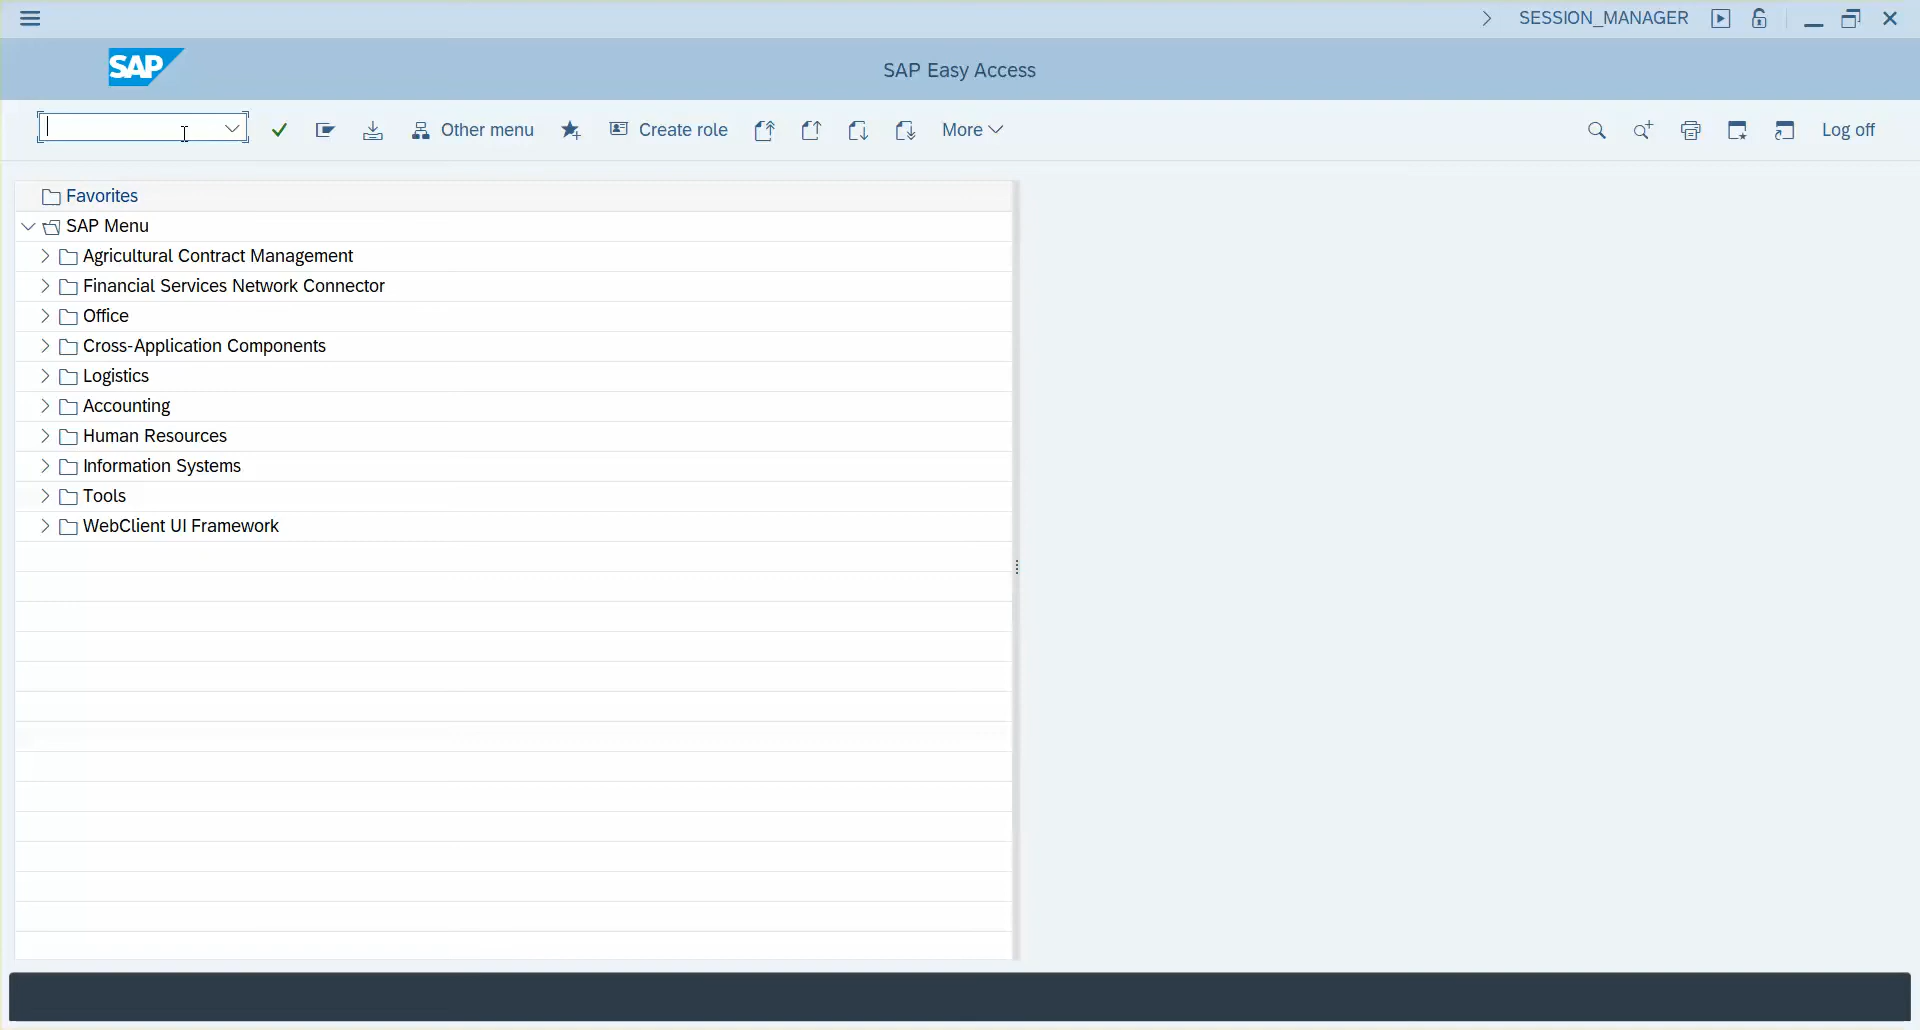 SESSION_MANAGER
SAP
SAP Easy Access
Other menu
Create role
More
Log off
Favorites
SAP Menu
Agricultural Contract Management
Financial Services Network Connector
Office
Cross-Application Components
Logistics
Accounting
Human Resources
Information Systems
Tools
WebClient UI Framework